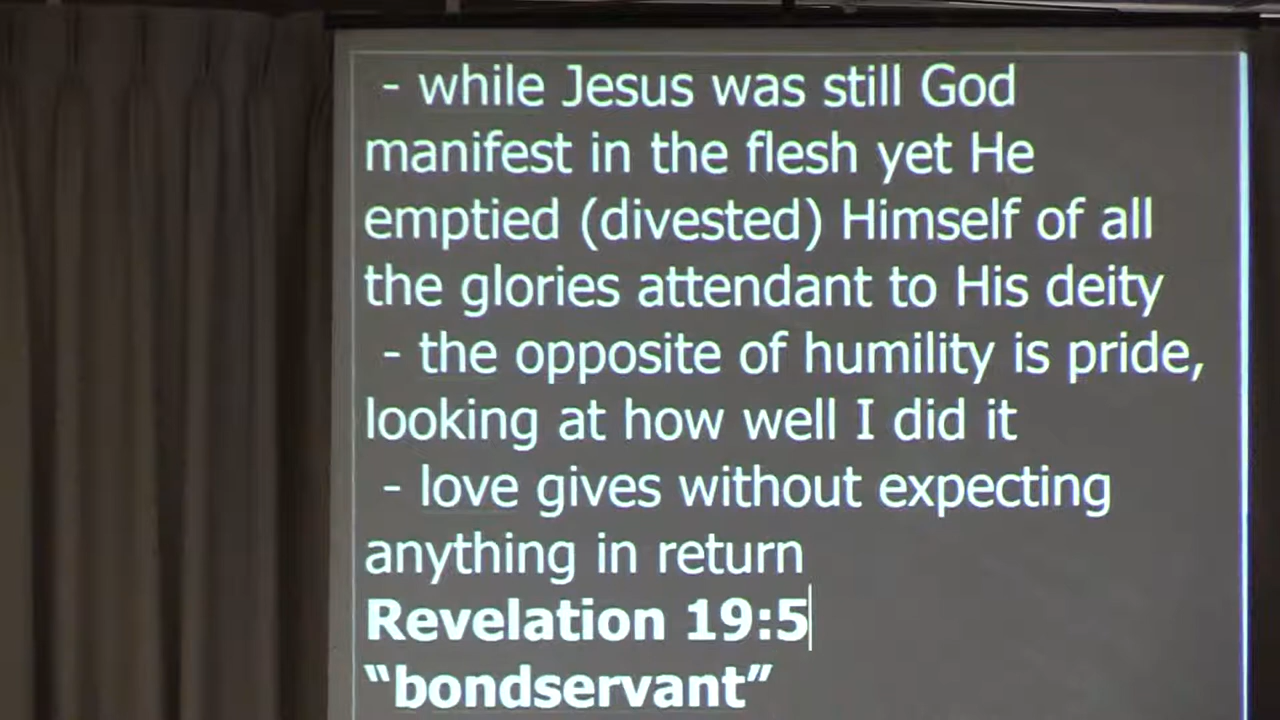 - while Jesus was still God
manifest in the flesh yet He
emptied (divested) Himself of all
the glories attendant to His deity
- the opposite of humility is pride,
looking at how well I did it
- love gives without expecting
anything in return
Revelation 19:5
“bondservant”